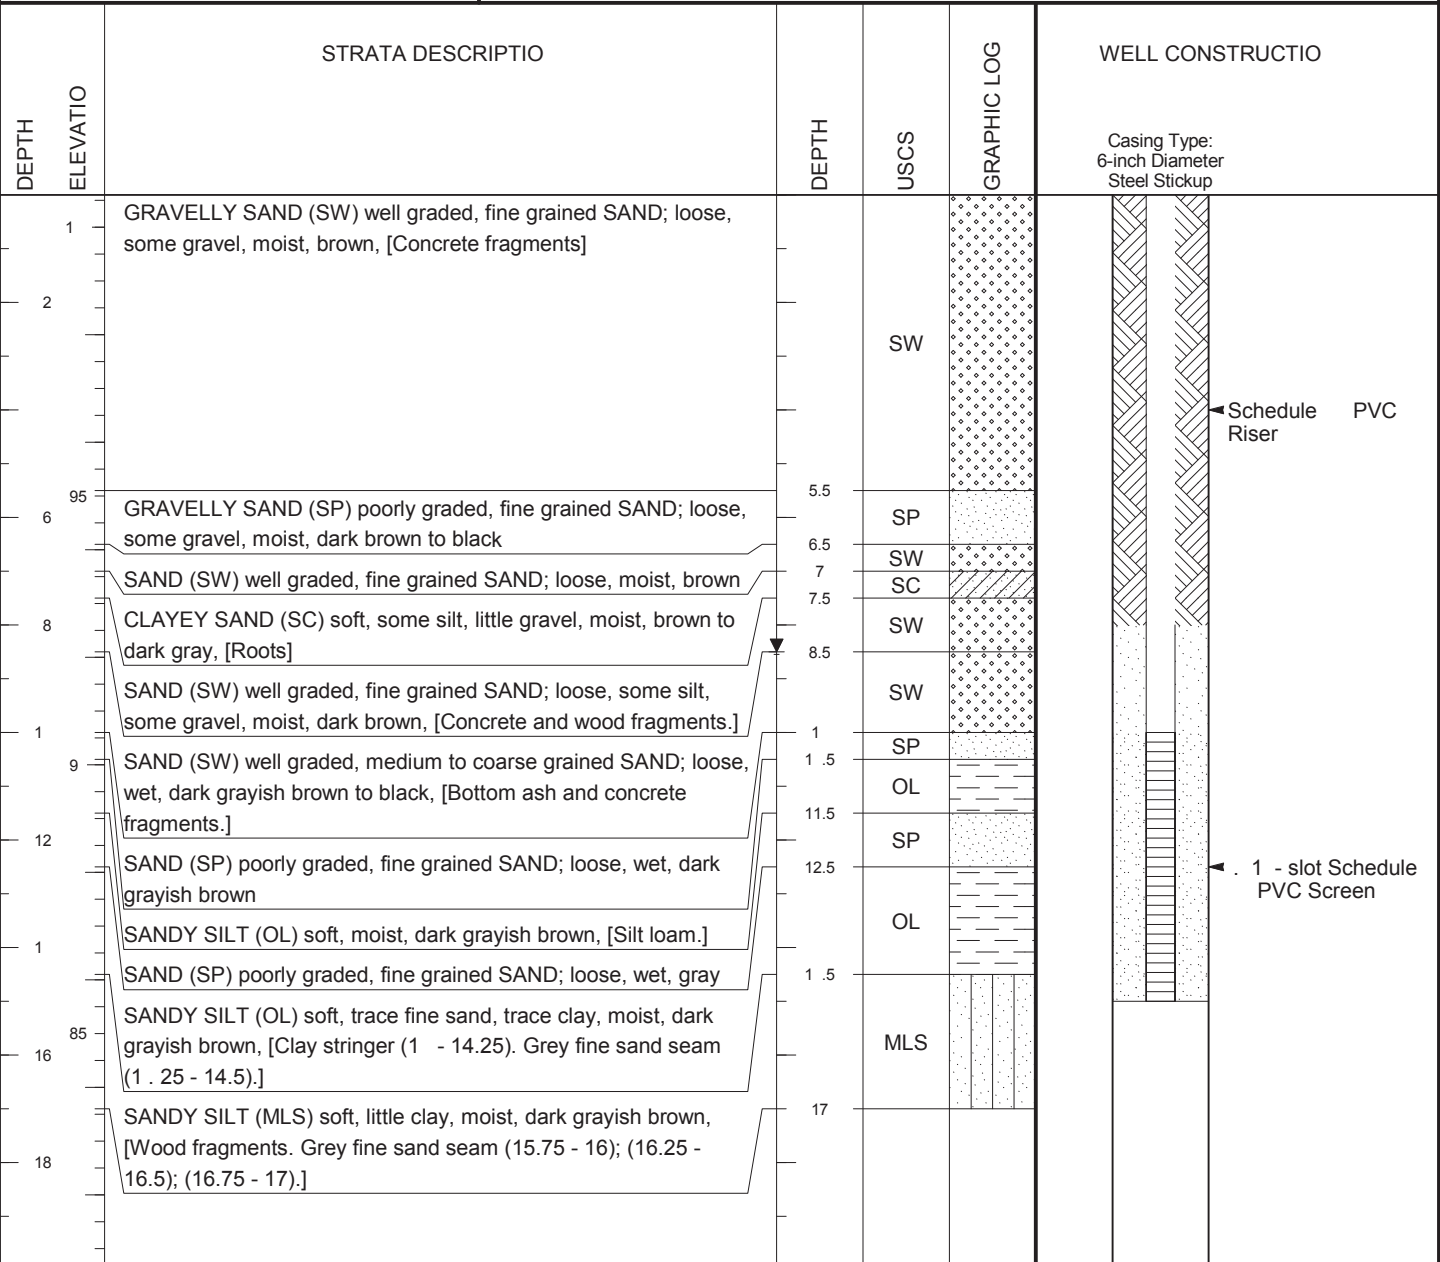 STRATA DESCRIPTIO
WELL CONSTRUCTIO
DEPTH
ELEVATIO
DEPTH
USCS
GRAPHIC LOG
Casing Type:
6-inch Diameter
Steel Stickup
GRAVELLY SAND (SW) well graded, fine grained SAND; loose,
some gravel, moist, brown, [Concrete fragments]
1
2
SW
Schedule PVC
Riser
95
5.5
6
GRAVELLY SAND (SP) poorly graded, fine grained SAND; loose,
some gravel, moist, dark brown to black
SP
6.5
SW
7
SAND (SW) well graded, fine grained SAND; loose, moist, brown
SC
7.5
8
CLAYEY SAND (SC) soft, some silt, little gravel, moist, brown to
dark gray, [Roots]
SW
8.5
SAND (SW) well graded, fine grained SAND; loose, some silt,
some gravel, moist, dark brown, [Concrete and wood fragments.]
SW
1
1
SP
9
SAND (SW) well graded, medium to coarse grained SAND; loose,
wet, dark grayish brown to black, [Bottom ash and concrete
fragments.]
1 .5
OL
11.5
12
SAND (SP) poorly graded, fine grained SAND; loose, wet, dark
grayish brown
SP
12.5
. 1 - slot Schedule
PVC Screen
SANDY SILT (OL) soft, moist, dark grayish brown, [Silt loam.]
OL
1
SAND (SP) poorly graded, fine grained SAND; loose, wet, gray
1 .5
85
SANDY SILT (OL) soft, trace fine sand, trace clay, moist, dark
grayish brown, [Clay stringer (1 - 14.25). Grey fine sand seam
(1 . 25 - 14.5).]
16
MLS
17
SANDY SILT (MLS) soft, little clay, moist, dark grayish brown,
[Wood fragments. Grey fine sand seam (15.75 - 16); (16.25 -
16.5); (16.75 - 17).]
18